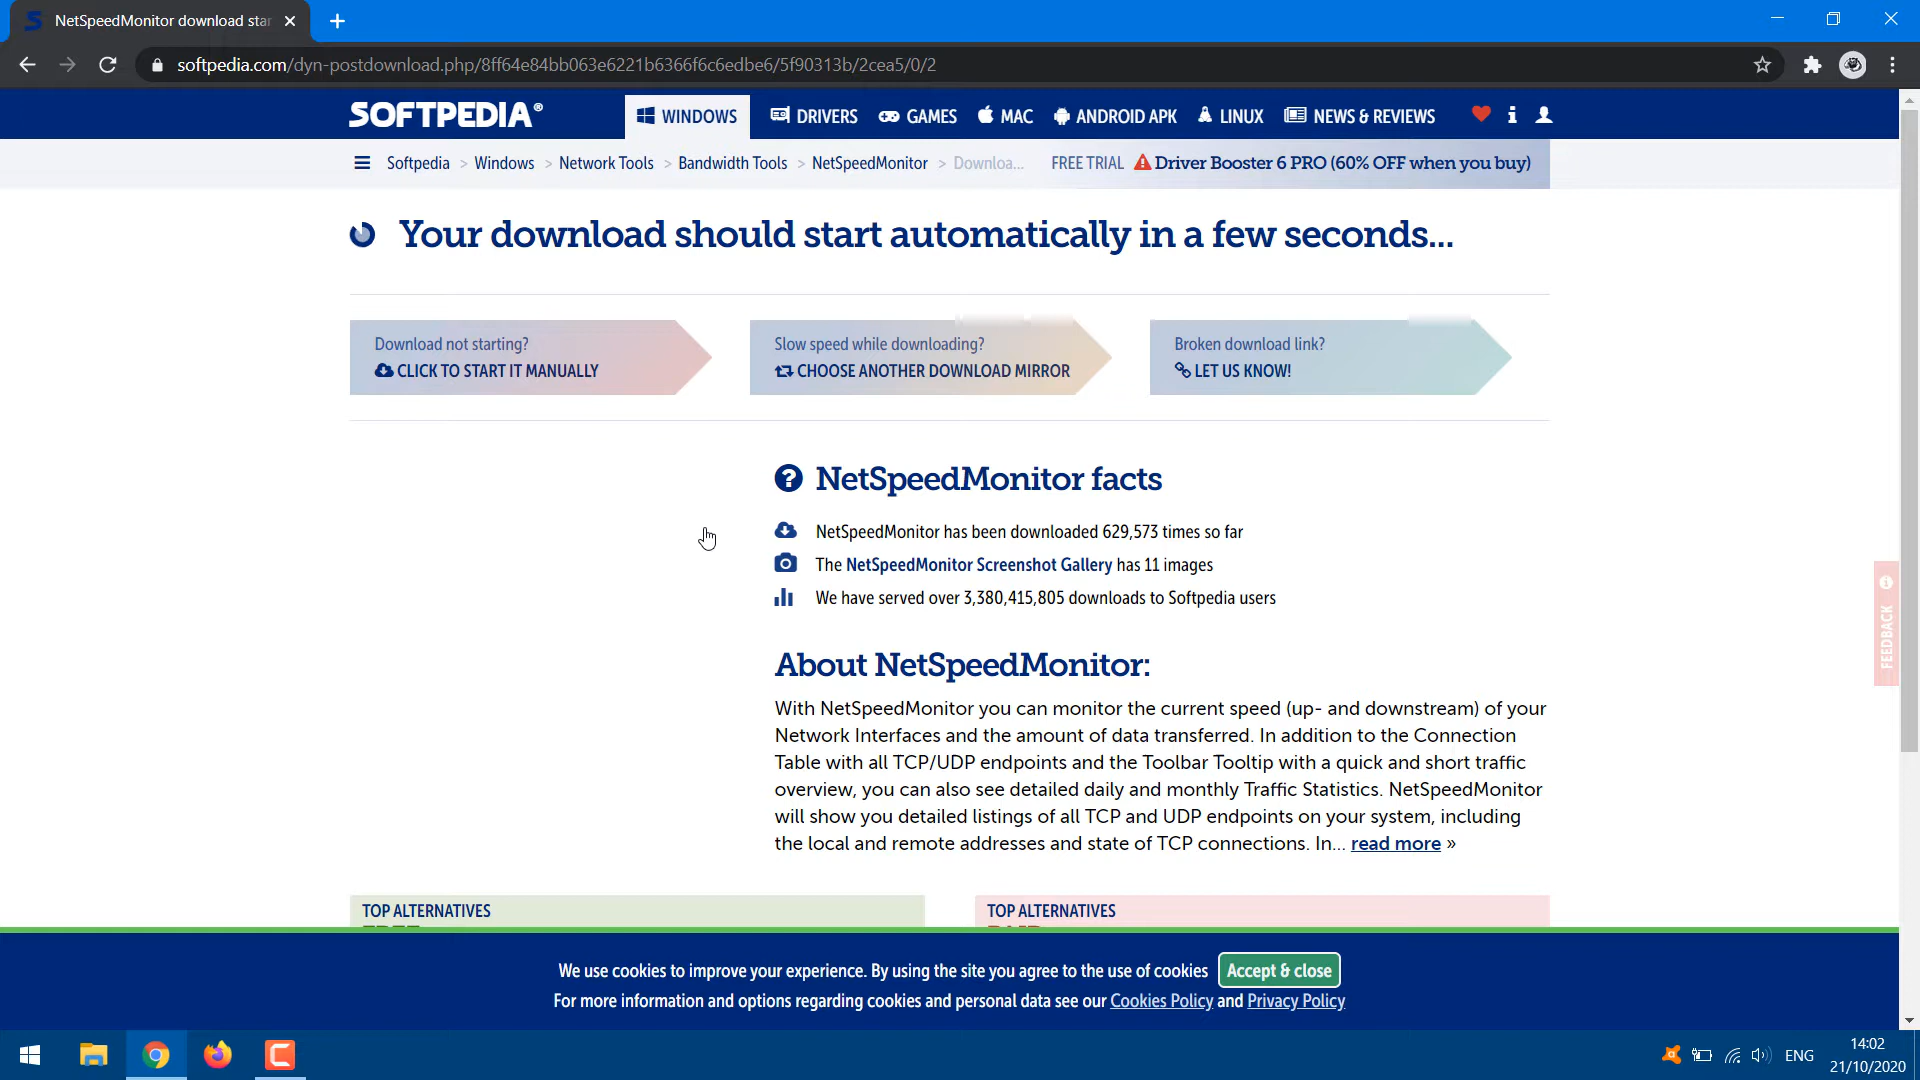 NetSpeedMonitor download star
softpedia.com/dyn-postdownload.php/8ff64e84bb063e6221b6366f6c6edbe6/5f90313b/2cea5/0/2
SOFTPEDIA®
WINDOWS DRIVERS GAMES MAC ANDROID APK LINUX NEWS & REVIEWS
Softpedia > Windows > Network Tools > Bandwidth Tools > NetSpeedMonitor > Downloa... FREE TRIAL Driver Booster 6 PRO (60% OFF when you buy)
Your download should start automatically in a few seconds...
Download not starting?
CLICK TO START IT MANUALLY
Slow speed while downloading?
CHOOSE ANOTHER DOWNLOAD MIRROR
Broken download link?
LET US KNOW!
NetSpeedMonitor facts
NetSpeedMonitor has been downloaded 629,573 times so far
The NetSpeedMonitor Screenshot Gallery has 11 images
We have served over 3,380,415,805 downloads to Softpedia users
FEEDBACK
About NetSpeedMonitor:
With NetSpeedMonitor you can monitor the current speed (up- and downstream) of your
Network Interfaces and the amount of data transferred. In addition to the Connection
Table with all TCP/UDP endpoints and the Toolbar Tooltip with a quick and short traffic
overview, you can also see detailed daily and monthly Traffic Statistics. NetSpeedMonitor
will show you detailed listings of all TCP and UDP endpoints on your system, including
the local and remote addresses and state of TCP connections. In... read more »
TOP ALTERNATIVES
TOP ALTERNATIVES
We use cookies to improve your experience. By using the site you agree to the use of cookies Accept & close
For more information and options regarding cookies and personal data see our Cookies Policy and Privacy Policy
ENG
14:02
21/10/2020